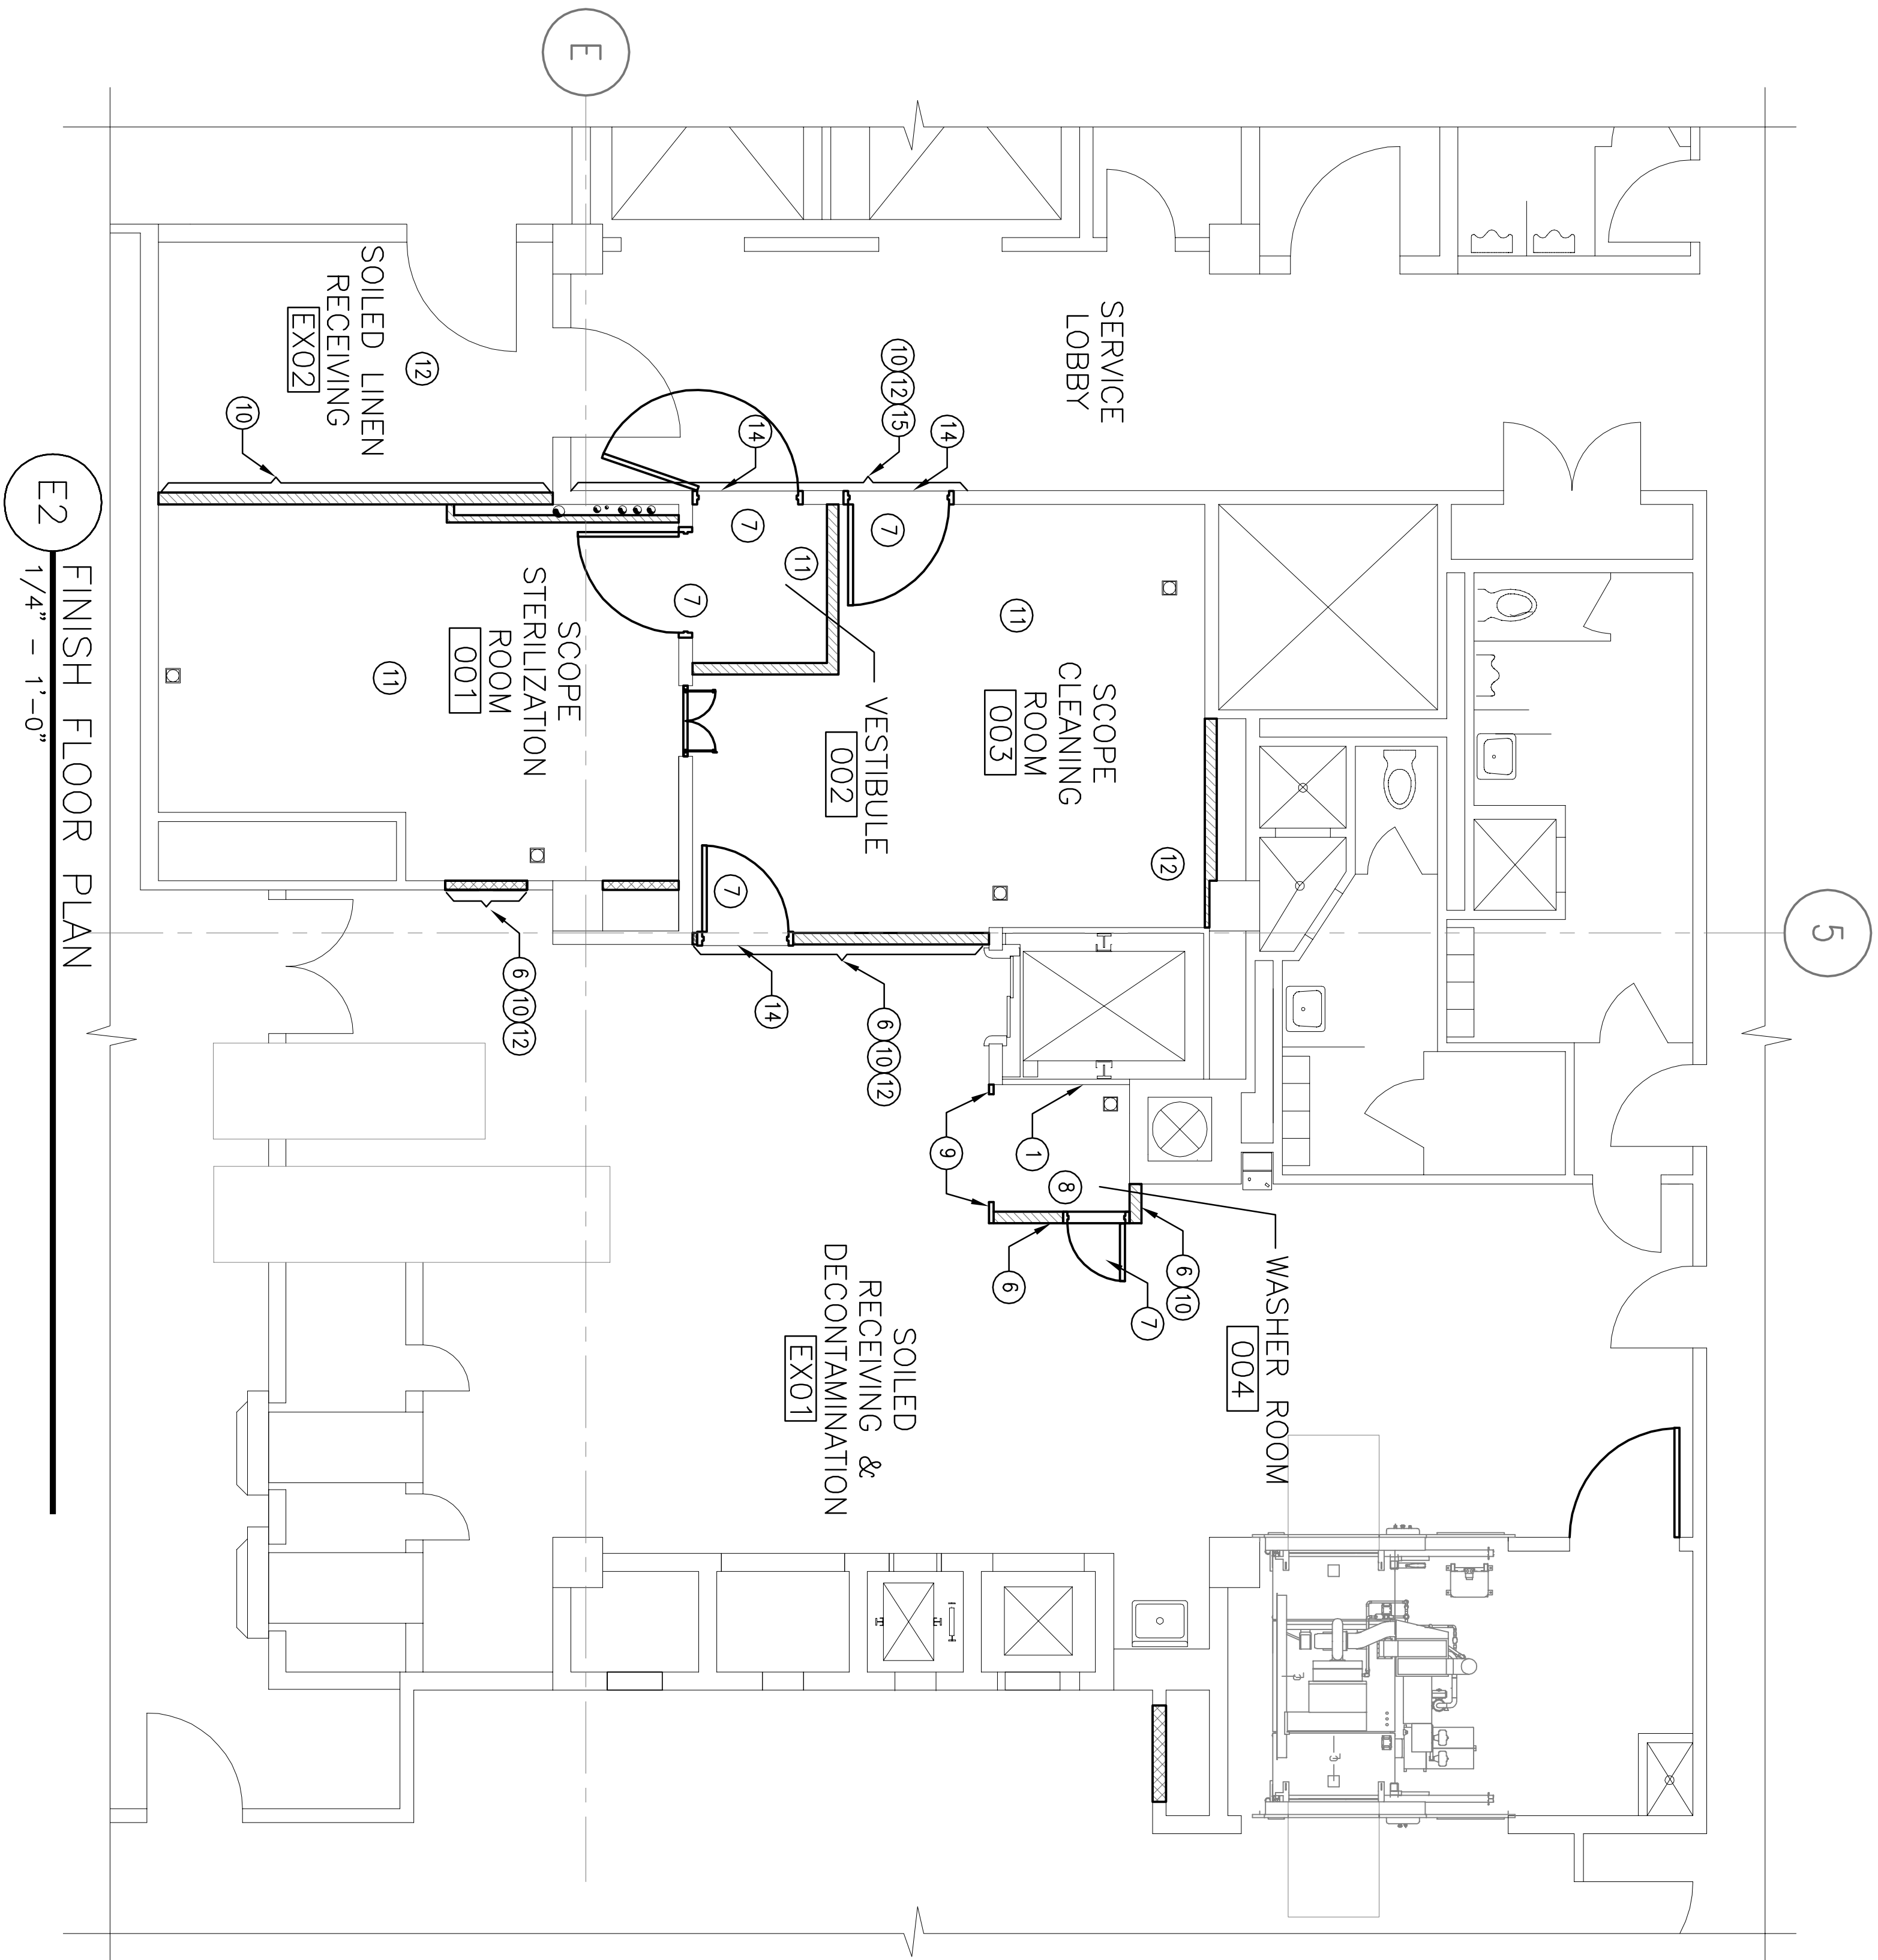 E
5
SERVICE
LOBBY
10 12 15
14
14
SOILED LINEN
RECEIVING
EX02
12
10
7
7
11
7
11
SCOPE
CLEANING
ROOM
003
12
VESTIBULE
002
SCOPE
STERILIZATION
ROOM
001
11
7
14
6 10 12
6 10 12
9
1
8
6
6 10
7
WASHER ROOM
004
SOILED
RECEIVING &
DECONTAMINATION
EX01
E2
FINISH FLOOR PLAN
1/4" - 1'-0"